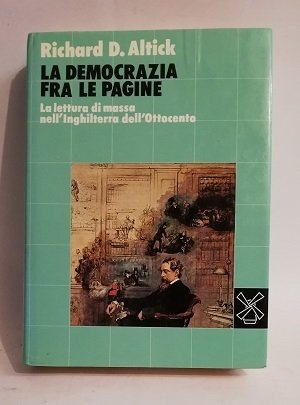 Richard D. Altick
LA DEMOCRAZIA
FRA LE PAGINE
La lettura di massa
nell'Inghilterra dell'Ottocento